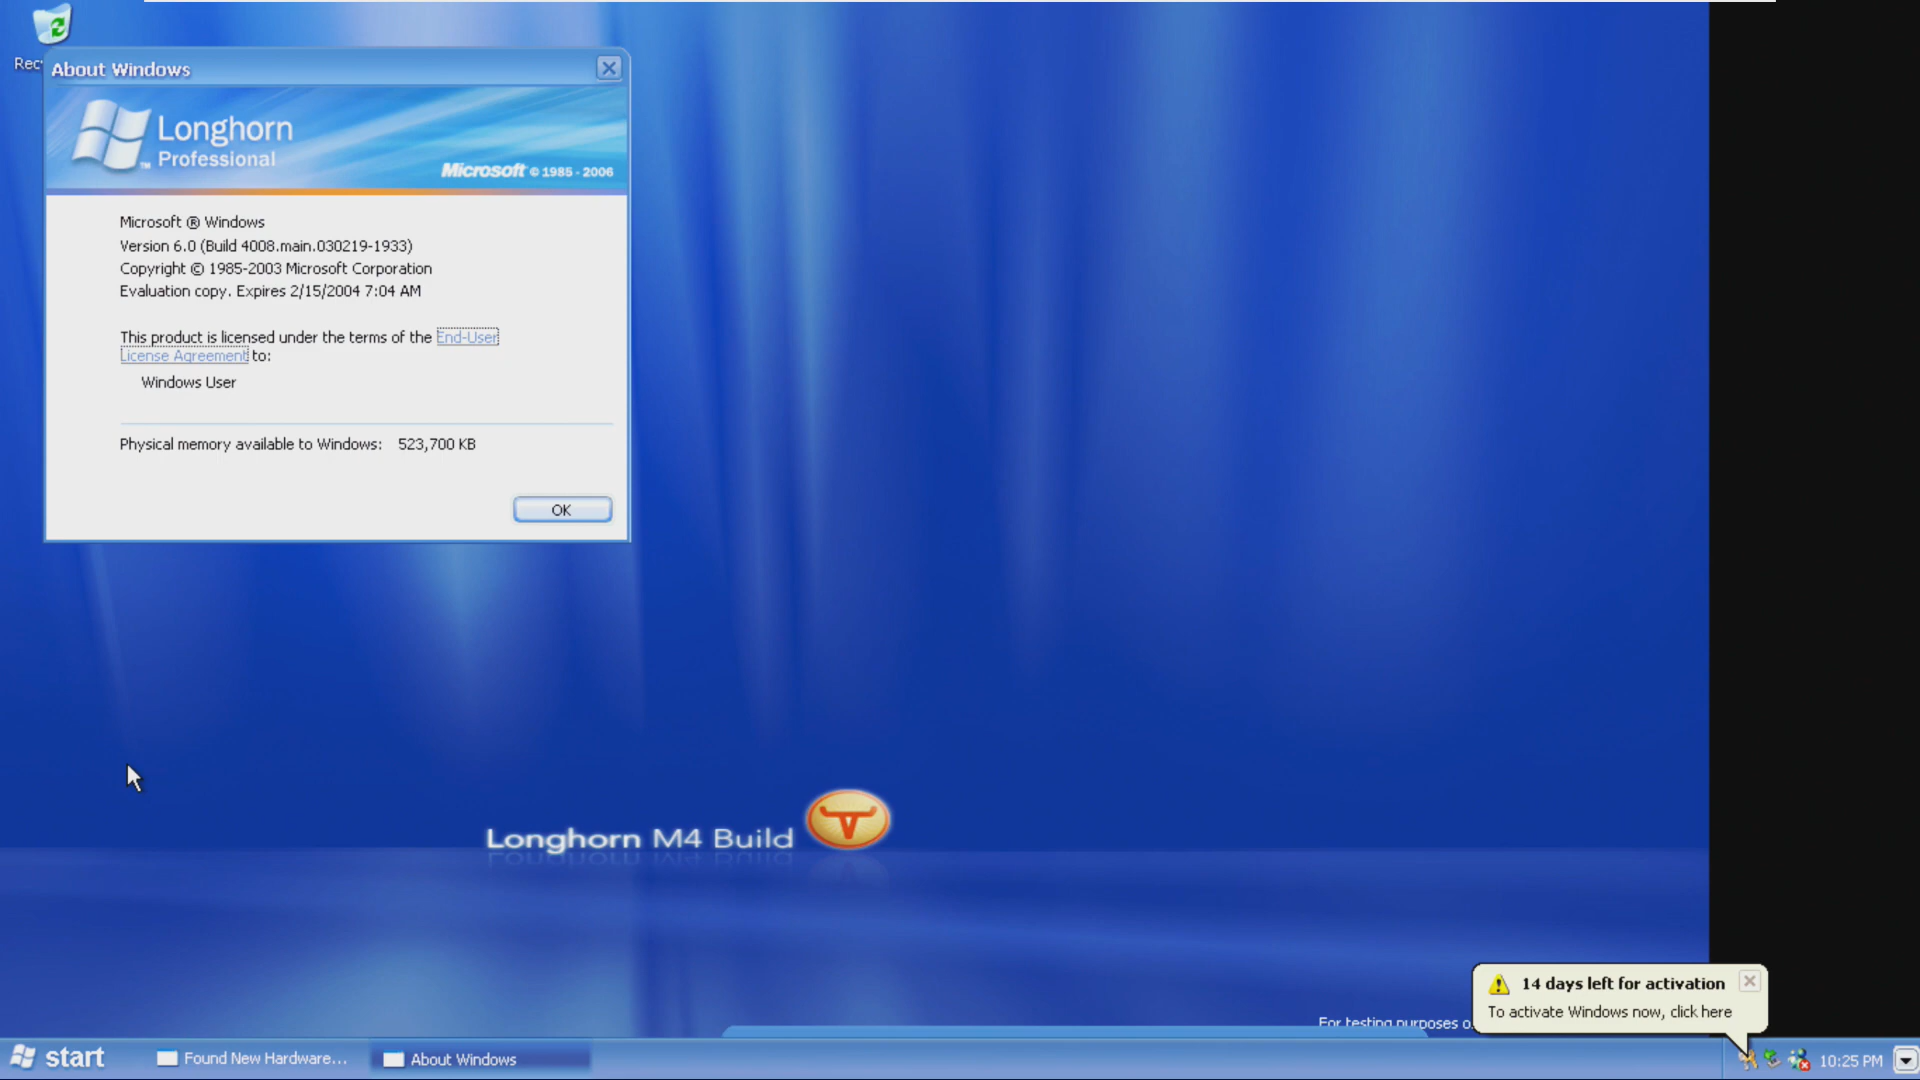 Rec
About Windows
Longhorn
Professional
TM
Microsoft © 1985 - 2006
Microsoft ® Windows
Version 6.0 (Build 4008.main.030219-1933)
Copyright © 1985-2003 Microsoft Corporation
Evaluation copy. Expires 2/15/2004 7:04 AM
This product is licensed under the terms of the End-User
License Agreement to:
Windows User
Physical memory available to Windows: 523,700 KB
OK
Longhorn M4 Build
14 days left for activation
To activate Windows now, click here
For testing purposes o
start
Found New Hardware...
About Windows
10:25 PM